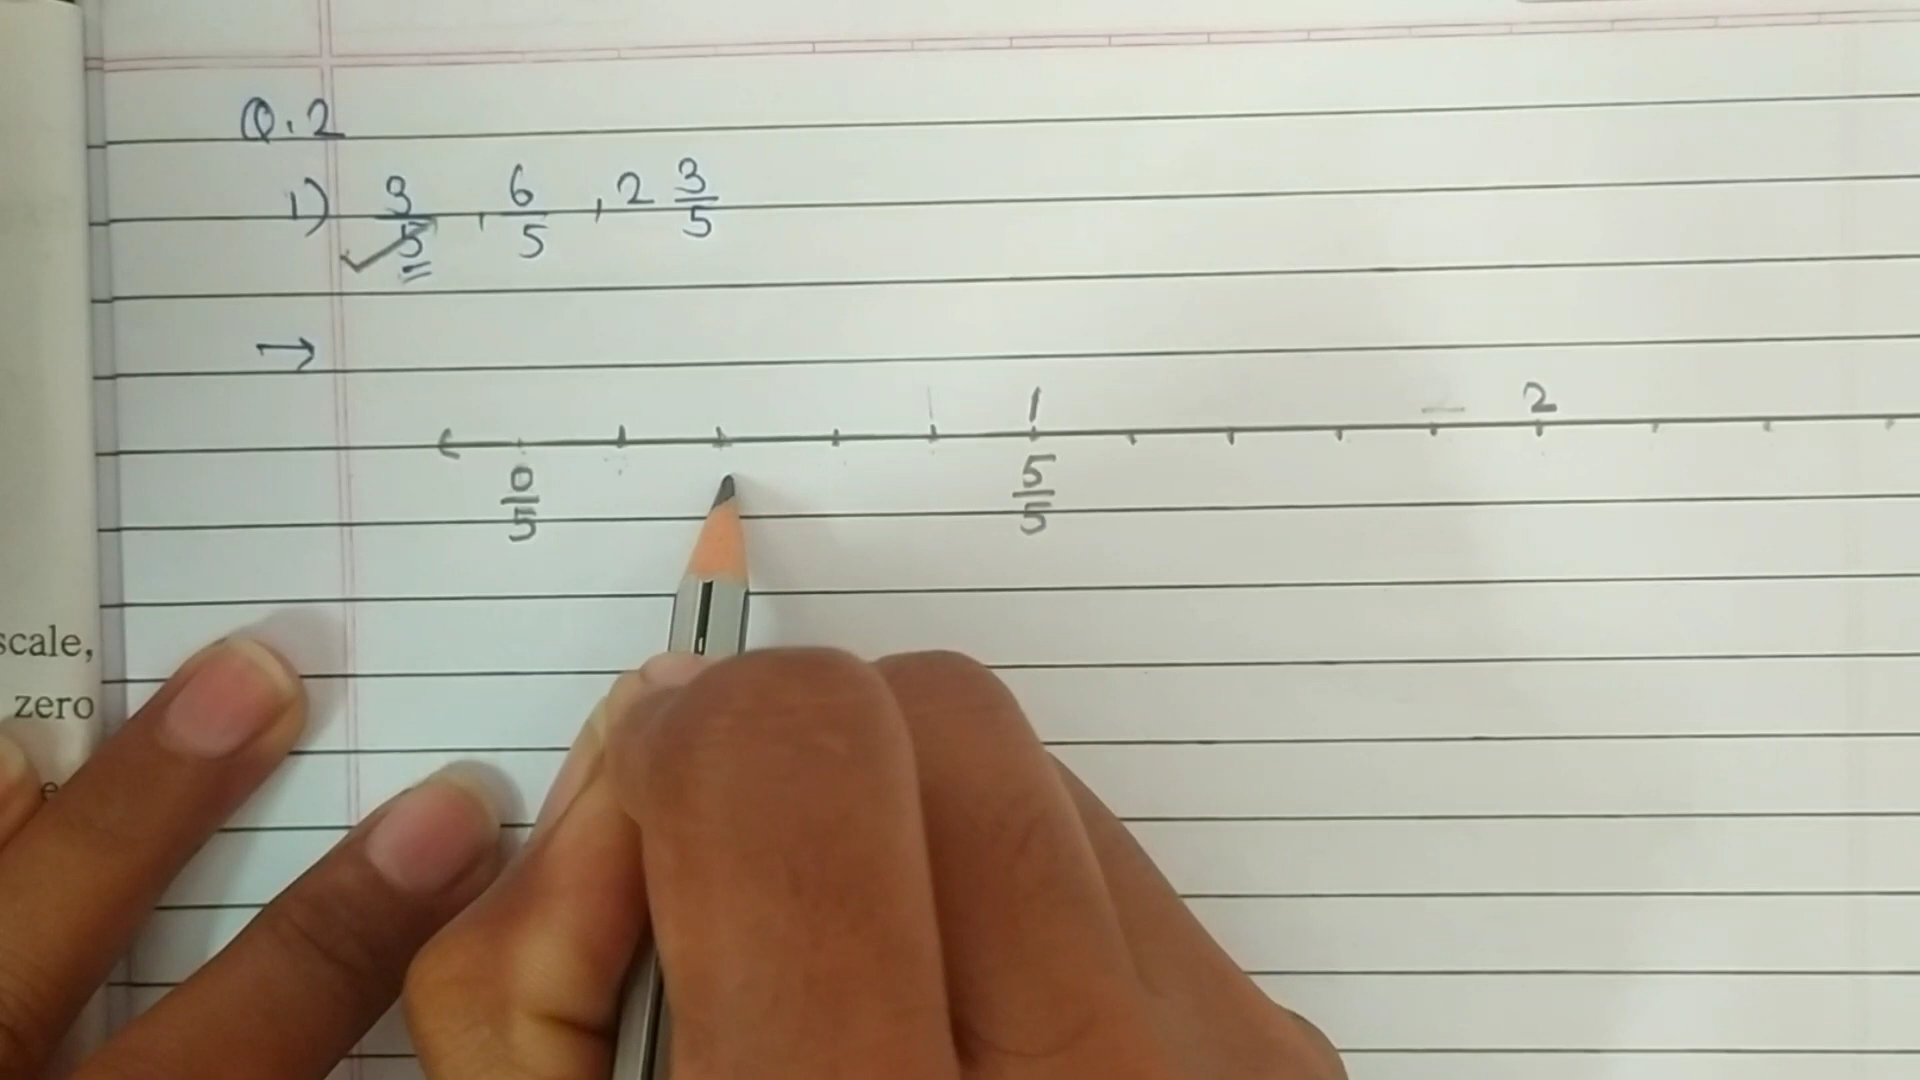 Q.2
1) 3/5 , 6/5 , 2 3/5
→
1 2
0/5 5/5
scale,
zero